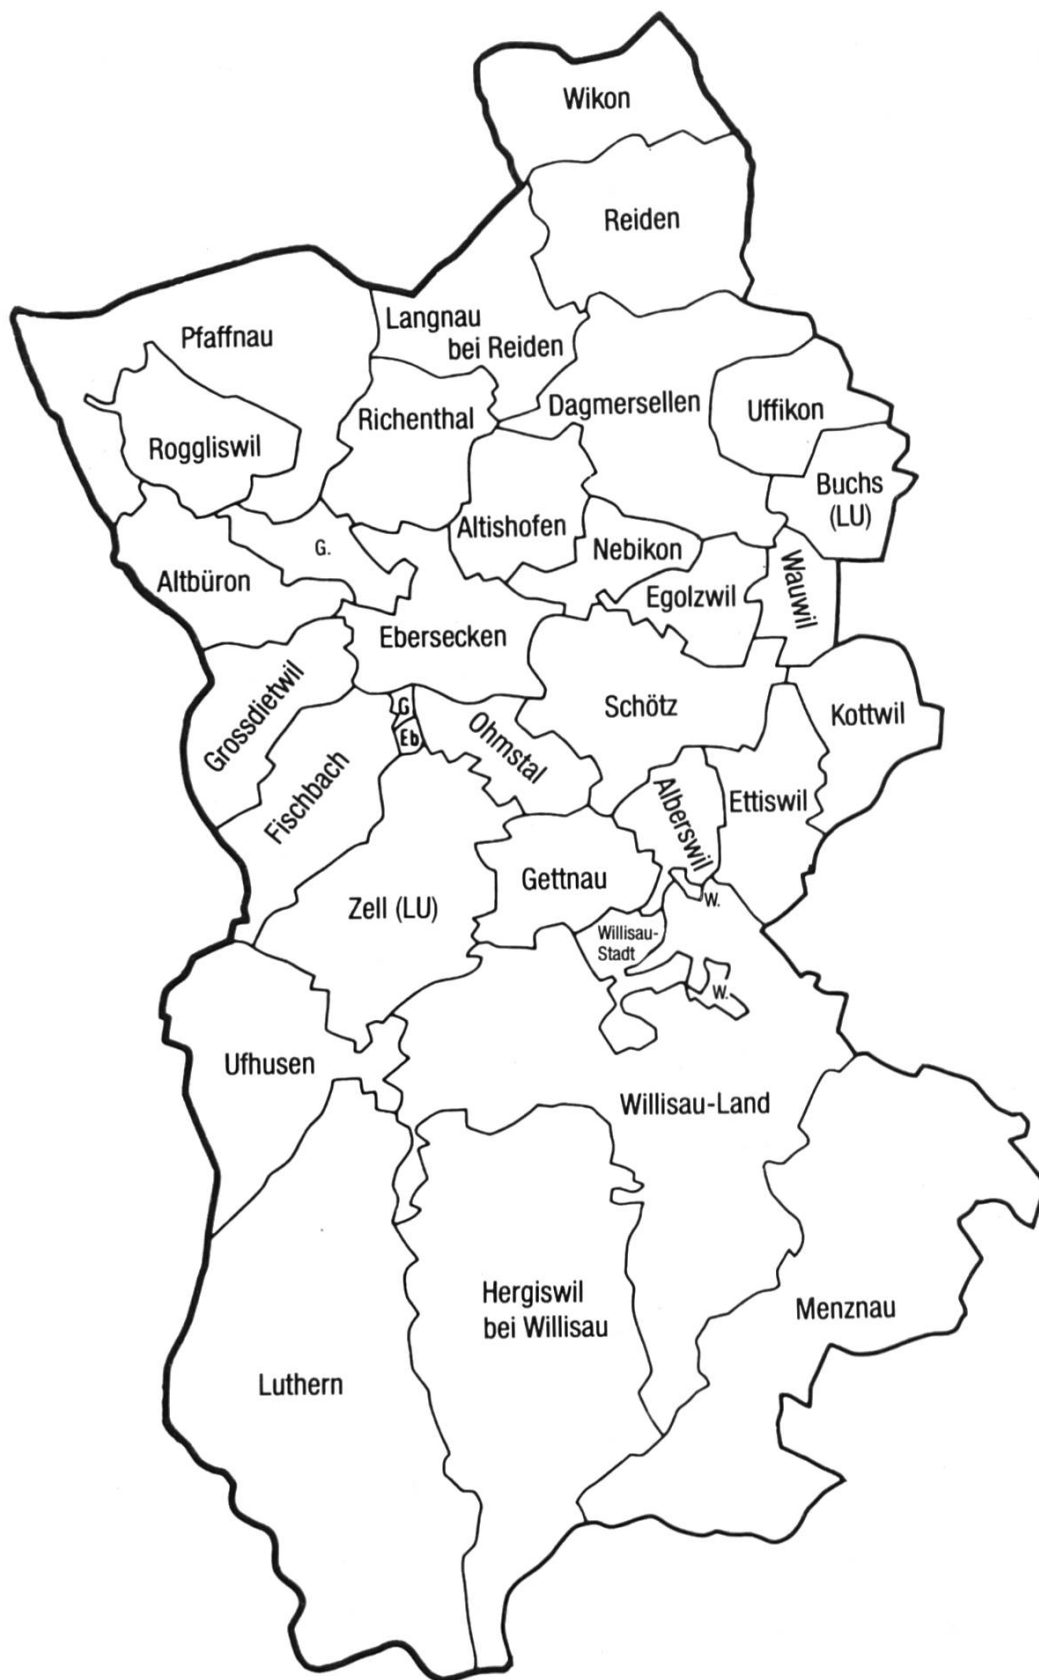 Wikon
Reiden
Pfaffnau
Langnau
bei Reiden
Dagmersellen
Uffikon
Richenthal
Roggliswil
Buchs
(LU)
Altishofen
G.
Nebikon
Wauwil
Altbüron
Egolzwil
Ebersecken
Grossdietwil
G
Schötz
Kottwil
Eb
Ohmstal
Fischbach
Alberswil
Ettiswil
Gettnau
Zell (LU)
W.
Willisau-
Stadt
W.
Ufhusen
Willisau-Land
Hergiswil
bei Willisau
Menznau
Luthern